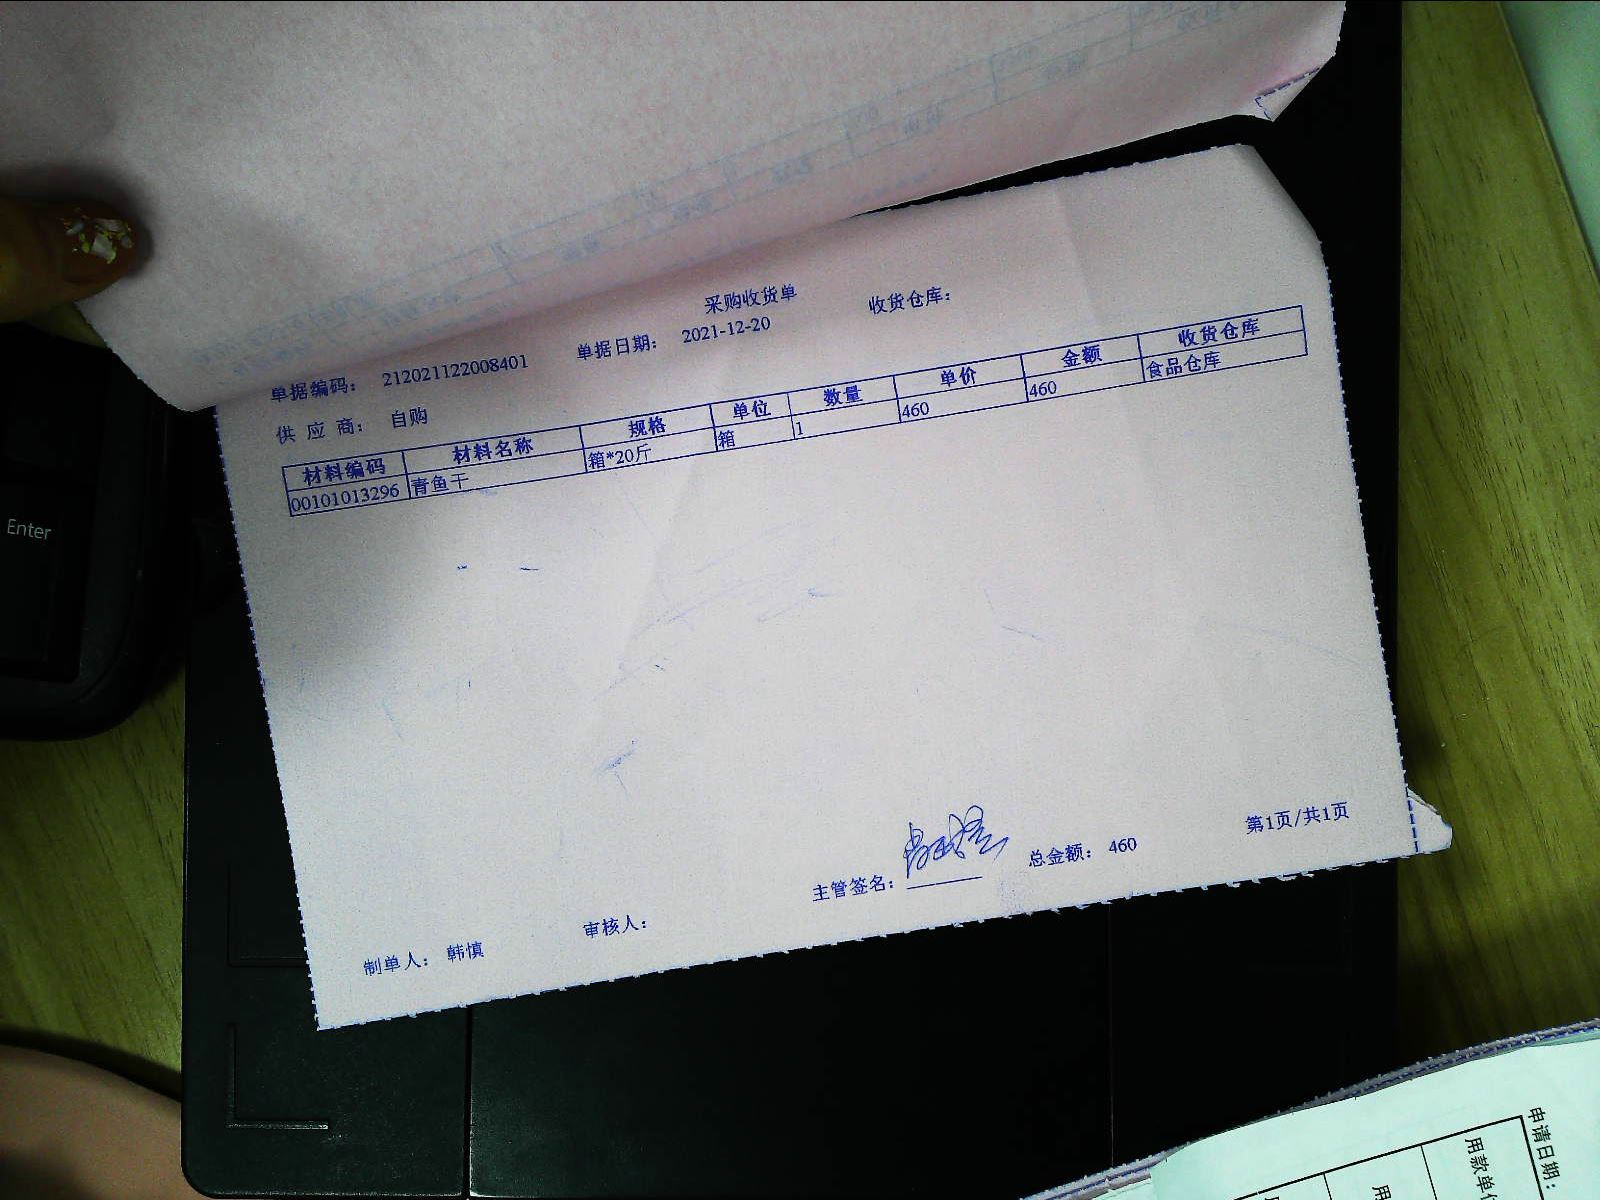 采购收货单
单据编码： 212021122008401 单据日期： 2021-12-20 收货仓库：
供 应 商： 自购
材料编码 材料名称 规格 单位 数量 单价 金额 收货仓库
00101013296 青鱼干 箱*20斤 箱 1 460 460 食品仓库
制单人： 韩慎 审核人： 主管签名： 总金额： 460 第1页/共1页
Enter
申请日期：
用款单
用